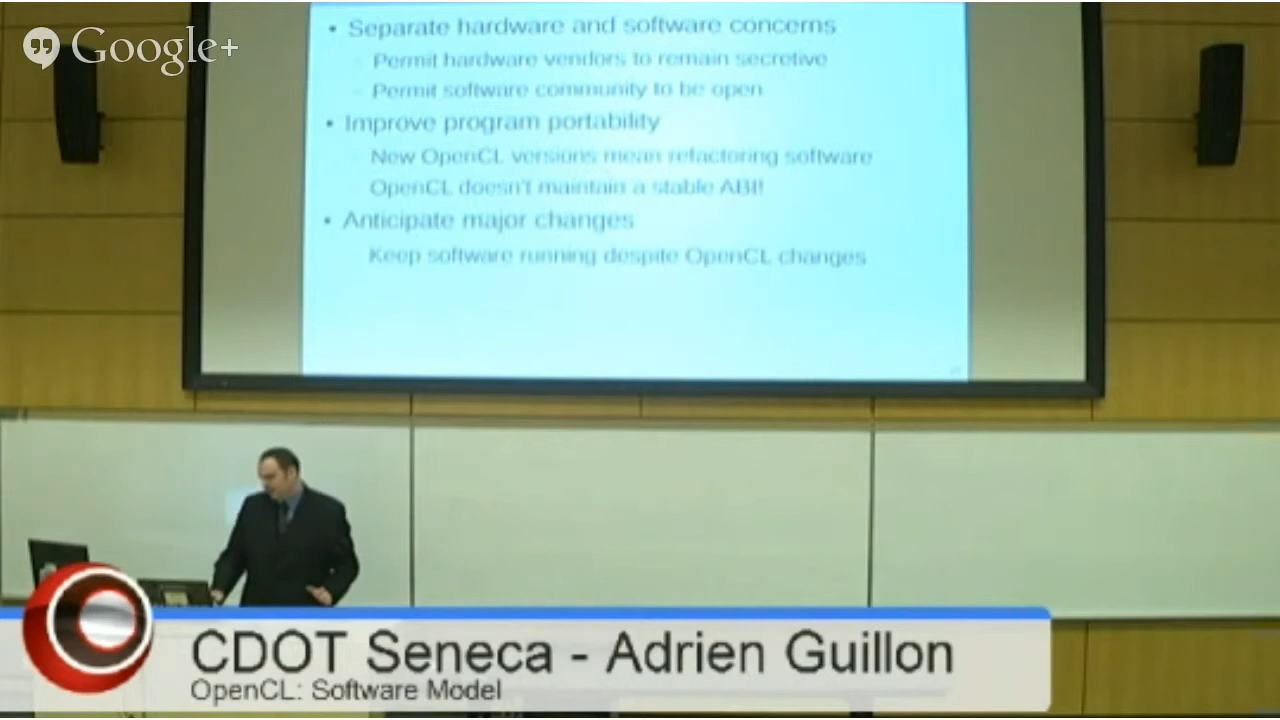 Google+
• Separate hardware and software concerns
Permit hardware vendors to remain secretive
Permit software community to be open
• Improve program portability
New OpenCL versions mean refactoring software
OpenCL doesn't maintain a stable ABI!
• Anticipate major changes
Keep software running despite OpenCL changes
CDOT Seneca - Adrien Guillon
OpenCL: Software Model